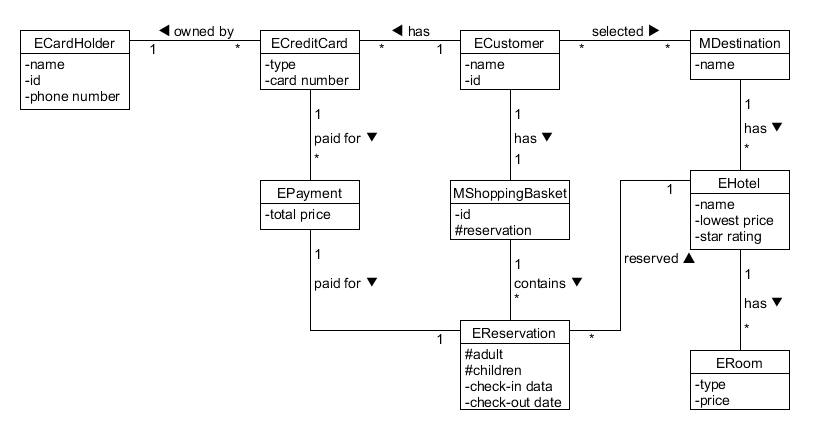 ECardHolder
-name
-id
-phone number
◀ owned by
1
*
ECreditCard
-type
-card number
◀ has
*
1
ECustomer
-name
-id
selected ▶
*
*
MDestination
-name
1
paid for ▼
*
1
has ▼
1
1
has ▼
*
EPayment
-total price
MShoppingBasket
-id
#reservation
EHotel
-name
-lowest price
-star rating
1
paid for ▼
1
1
contains ▼
*
1
reserved ▲
*
1
has ▼
*
EReservation
#adult
#children
-check-in data
-check-out date
ERoom
-type
-price